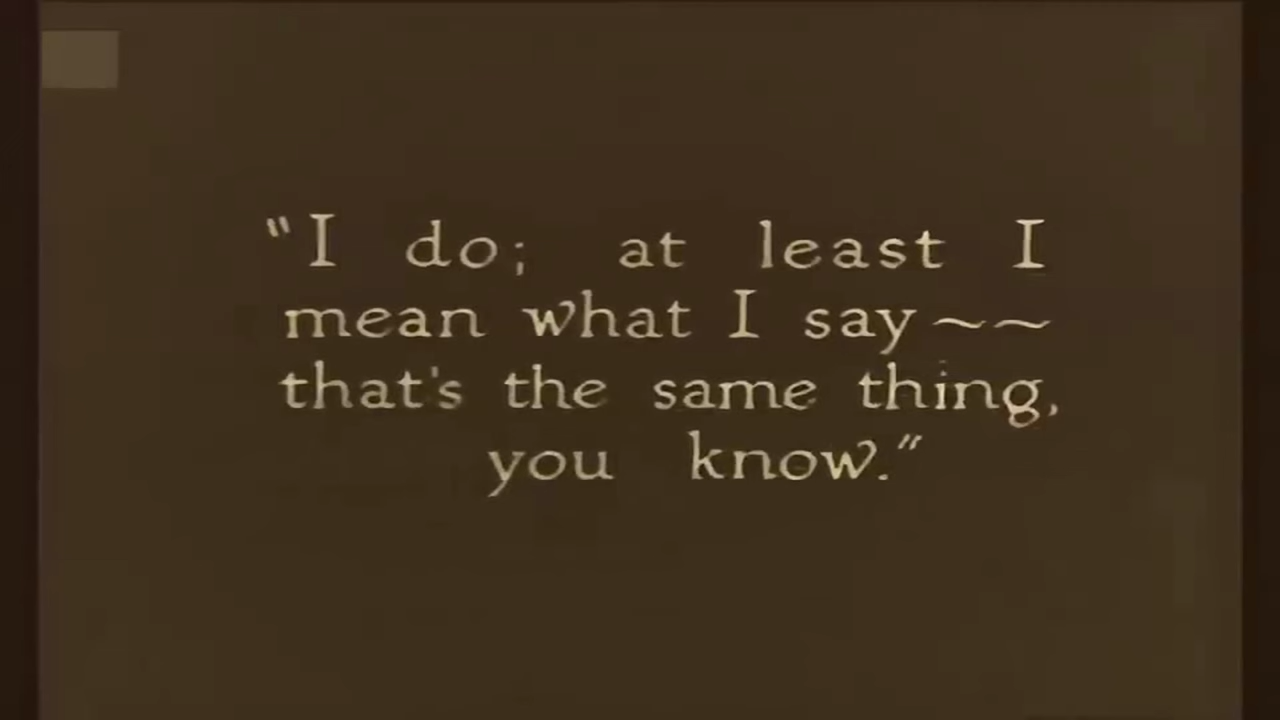 "I do; at least I
mean what I say~~
that's the same thing,
you know."